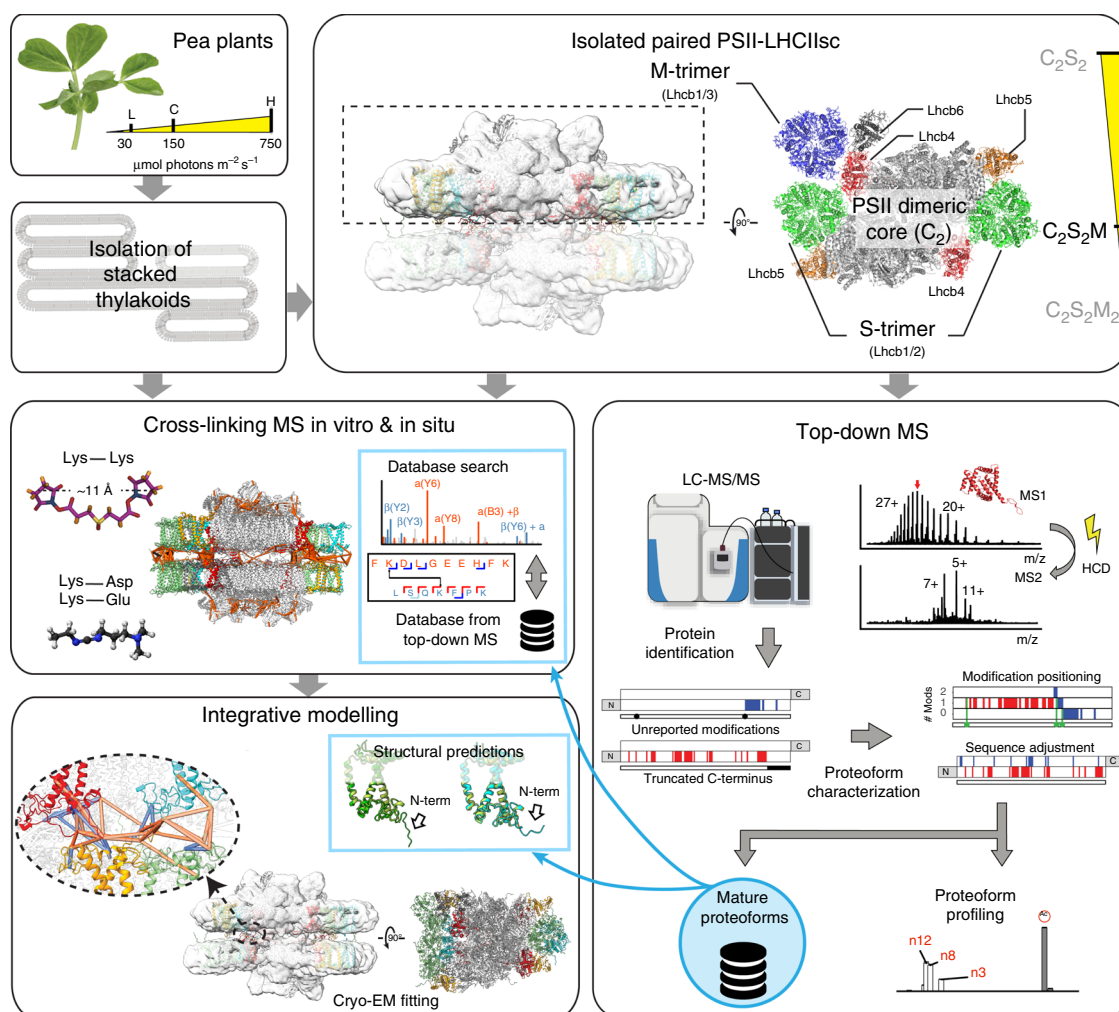 Pea plants
L
C
H
30
150
750
μmol photons m⁻² s⁻¹
Isolation of
stacked
thylakoids
Isolated paired PSII-LHCIIsc
M-trimer
(Lhcb1/3)
Lhcb6
Lhcb5
Lhcb4
PSII dimeric
core (C₂)
90°
Lhcb5
Lhcb4
S-trimer
(Lhcb1/2)
C₂S₂
C₂S₂M
C₂S₂M₂
Cross-linking MS in vitro & in situ
Lys — Lys
~11 Å
Lys — Asp
Lys — Glu
Database search
a(Y6)
β(Y2)
β(Y3)
a(Y8)
a(B3) +β
β(Y6) + a
F K D L G E E H F K
L S Q K F P K
Database from
top-down MS
Integrative modelling
Structural predictions
N-term
N-term
90°
Cryo-EM fitting
Top-down MS
LC-MS/MS
27+
20+
MS1
m/z
HCD
MS2
7+
5+
11+
m/z
Protein
identification
N
C
Unreported modifications
N
C
Truncated C-terminus
Proteoform
characterization
Modification positioning
# Mods
2
1
0
Sequence adjustment
N
C
Mature
proteoforms
Proteoform
profiling
n12
n8
n3
Ac